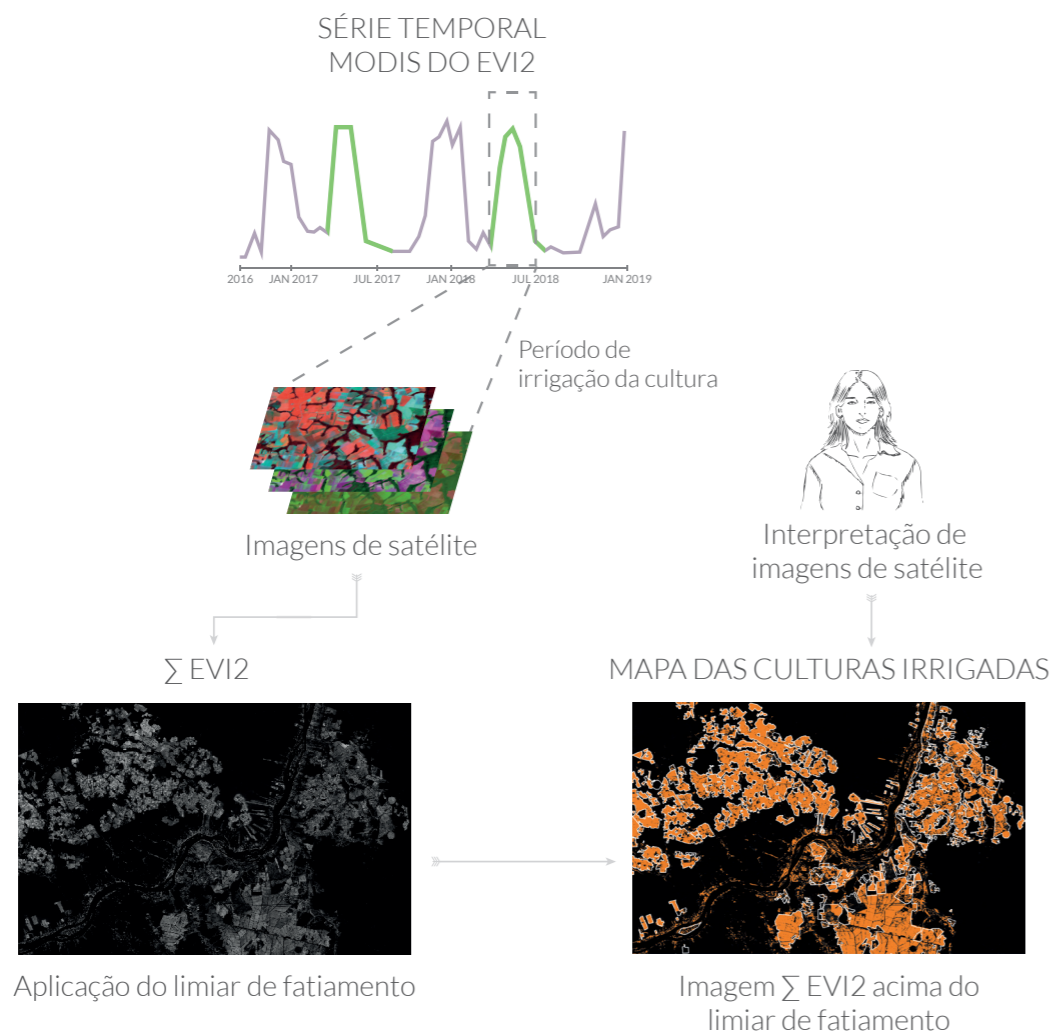 SÉRIE TEMPORAL
MODIS DO EVI2
2016 JAN 2017 JUL 2017 JAN 2018 JUL 2018 JAN 2019
Período de
irrigação da cultura
Imagens de satélite
Interpretação de
imagens de satélite
∑ EVI2
MAPA DAS CULTURAS IRRIGADAS
Aplicação do limiar de fatiamento
Imagem ∑ EVI2 acima do
limiar de fatiamento